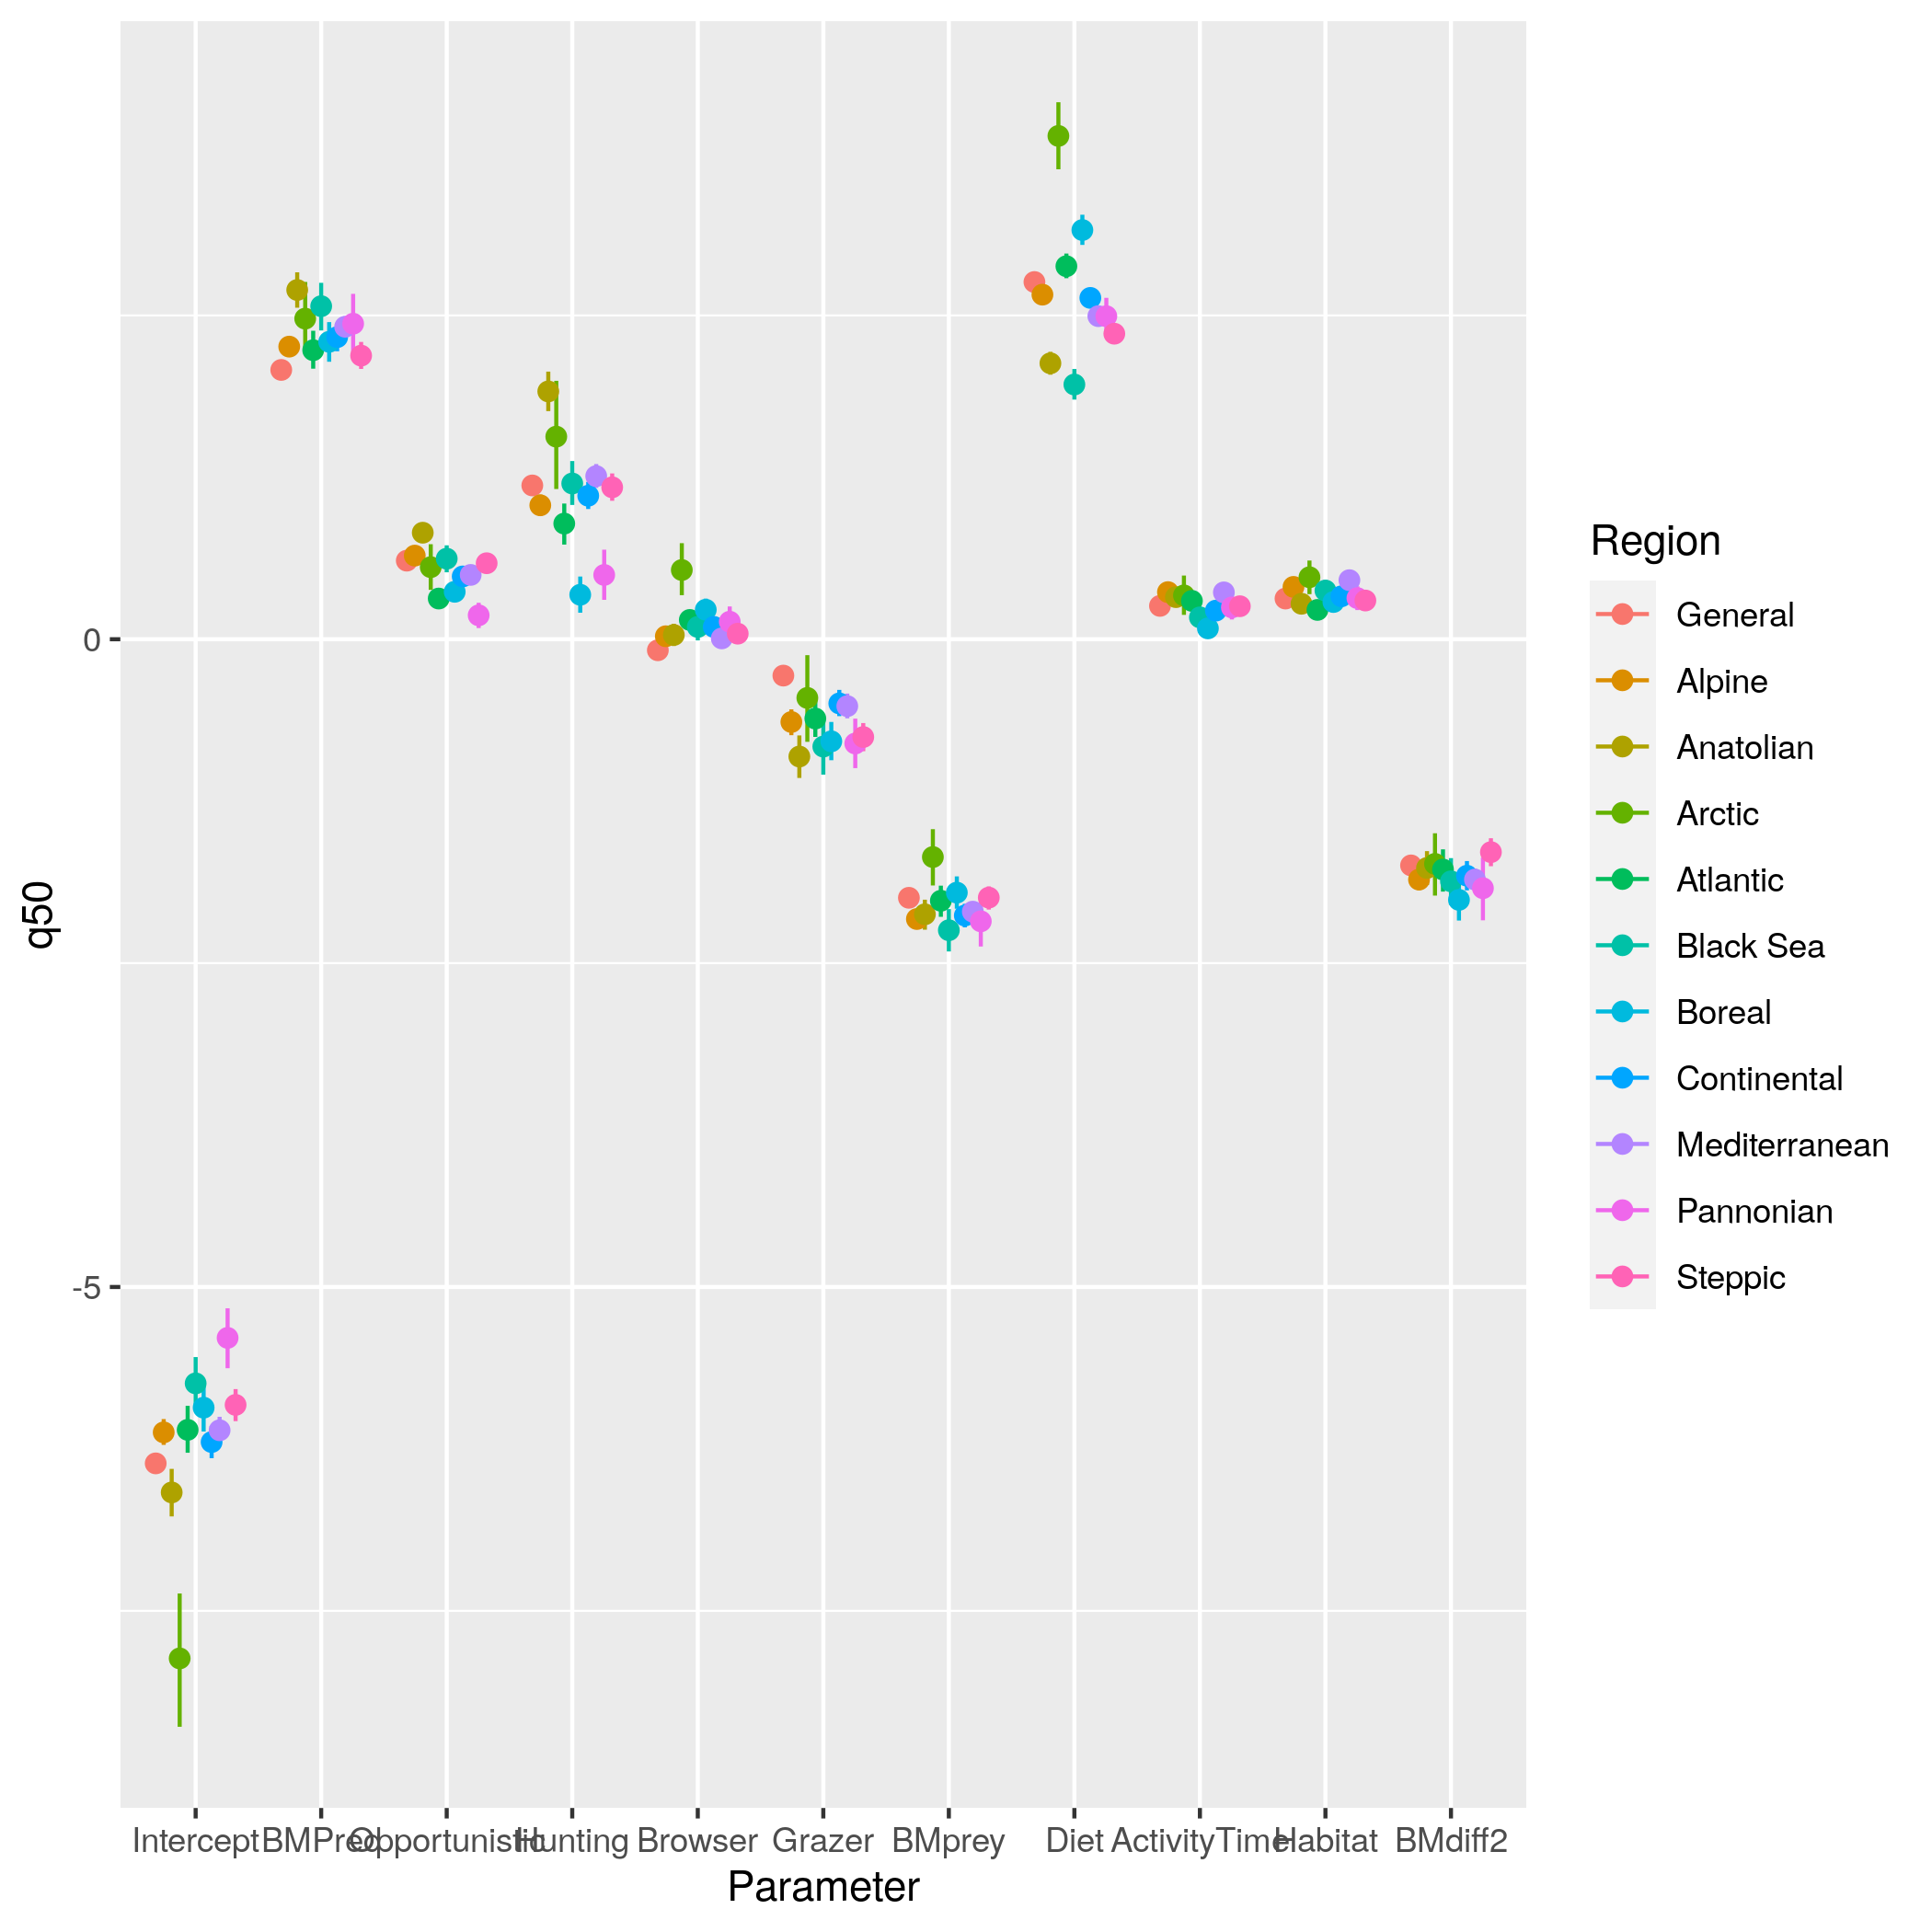 0
-5
q50
Intercept BMPred Opportunistic Hunting Browser Grazer BMprey Diet ActivityTime Habitat BMdiff2
Parameter
Region
General
Alpine
Anatolian
Arctic
Atlantic
Black Sea
Boreal
Continental
Mediterranean
Pannonian
Steppic